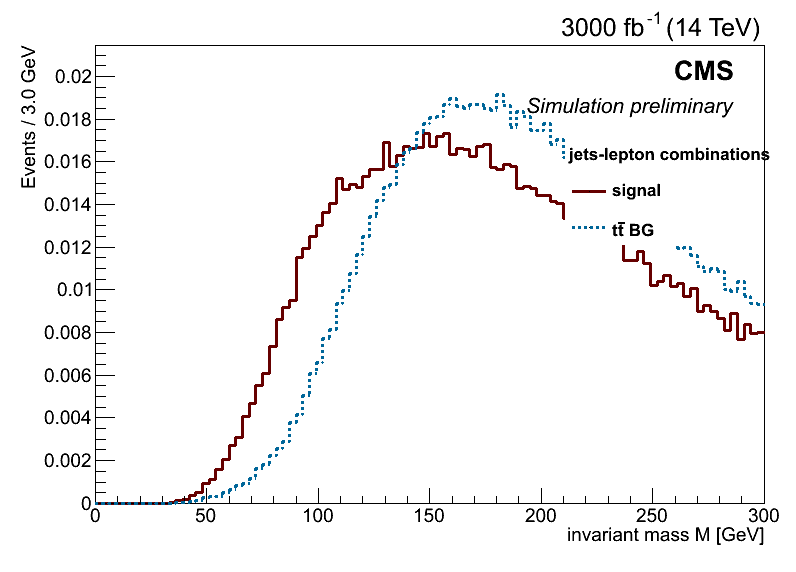 3000 fb-1 (14 TeV)
Events / 3.0 GeV
CMS
Simulation preliminary
jets-lepton combinations
signal
tt̄ BG
0.02
0.018
0.016
0.014
0.012
0.01
0.008
0.006
0.004
0.002
0
0 50 100 150 200 250 300
invariant mass M [GeV]